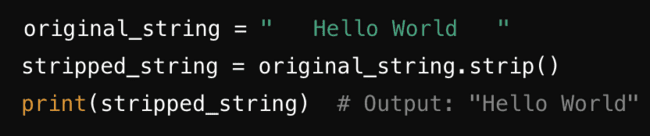 original_string = "   Hello World   "
stripped_string = original_string.strip()
print(stripped_string)  # Output: "Hello World"